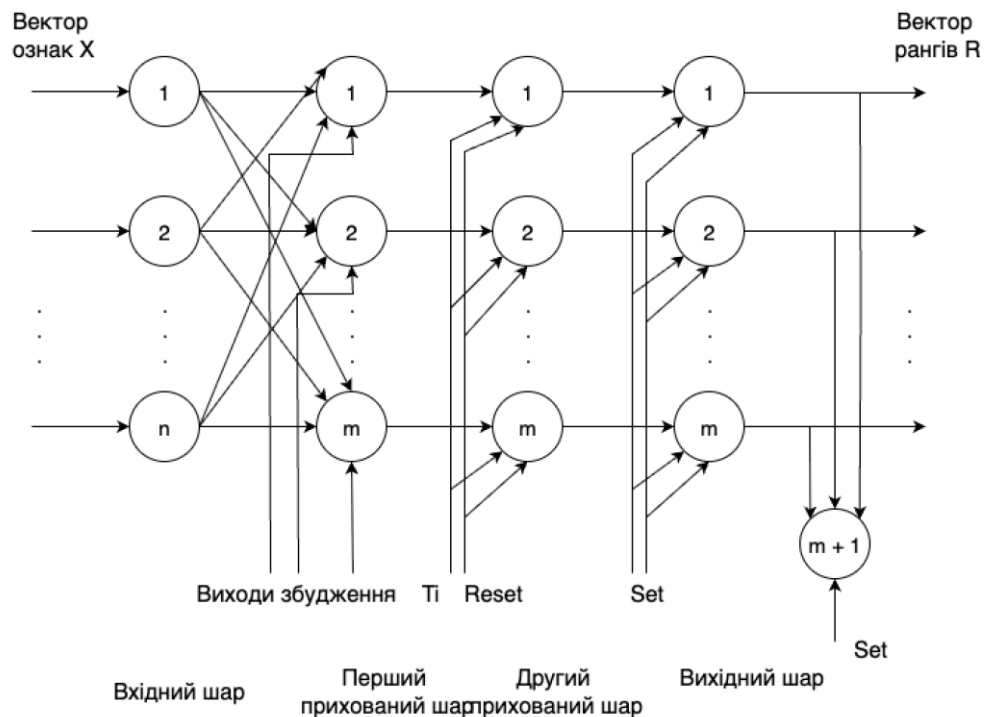 Вектор
ознак X
Вектор
рангів R
1
1
1
1
2
2
2
2
n
m
m
m
m + 1
Виходи збудження
Ti
Reset
Set
Set
Вхідний шар
Перший
прихований шар
Другий
прихований шар
Вихідний шар